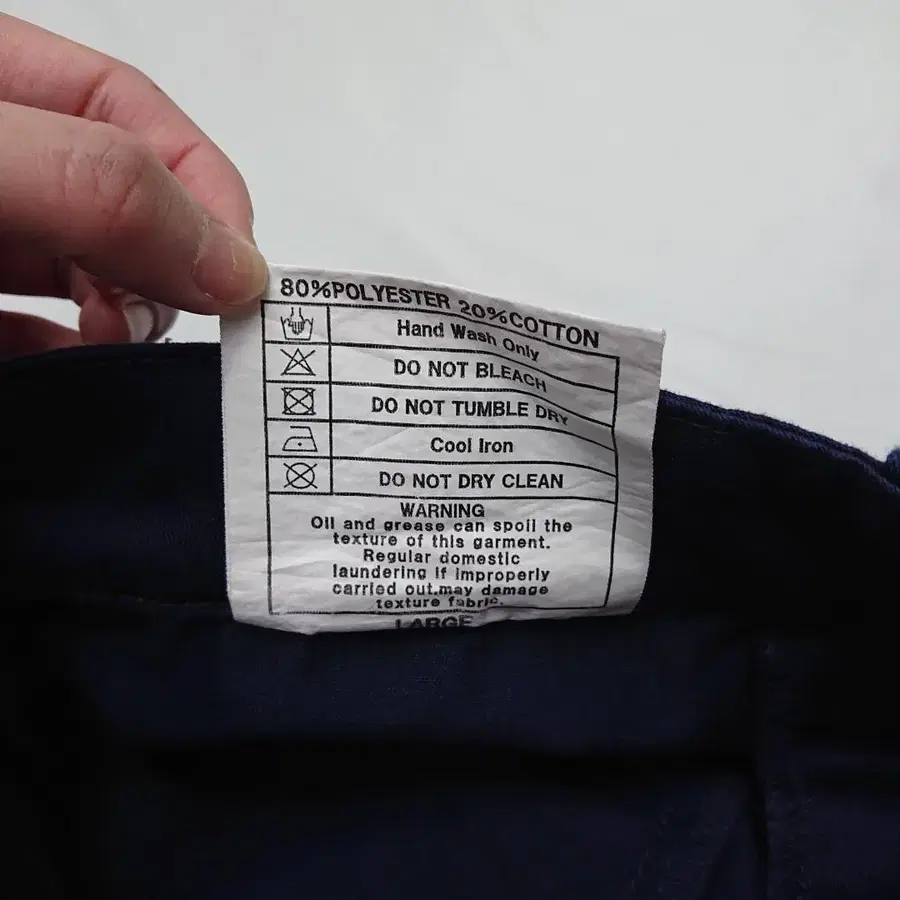 80%POLYESTER 20%COTTON
Hand Wash Only
DO NOT BLEACH
DO NOT TUMBLE DRY
Cool Iron
DO NOT DRY CLEAN
WARNING
Oil and grease can spoil the
texture of this garment.
Regular domestic
laundering if improperly
carried out.may damage
texture fabric.
LARGE